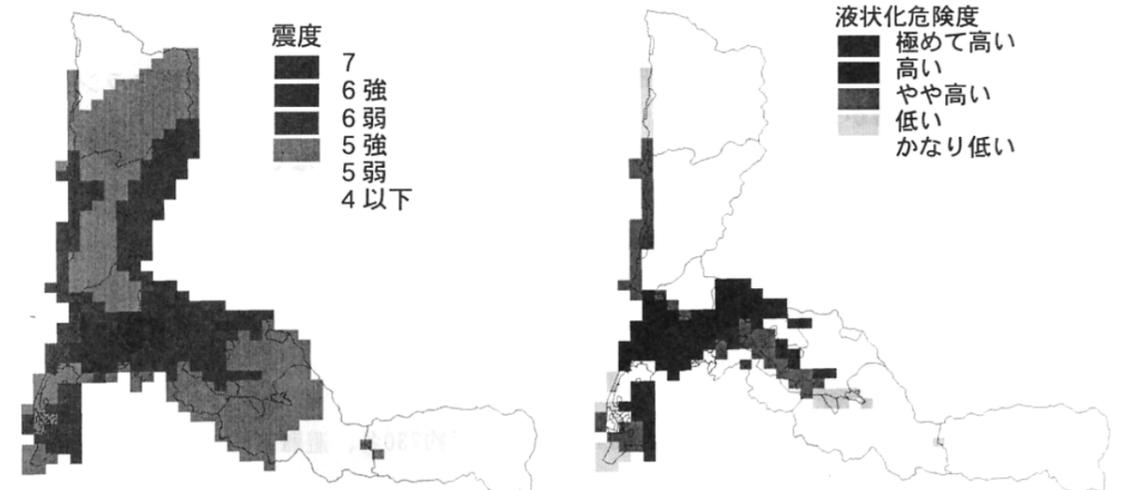 震度
7
6 強
6 弱
5 強
5 弱
4 以下
液状化危険度
極めて高い
高い
やや高い
低い
かなり低い